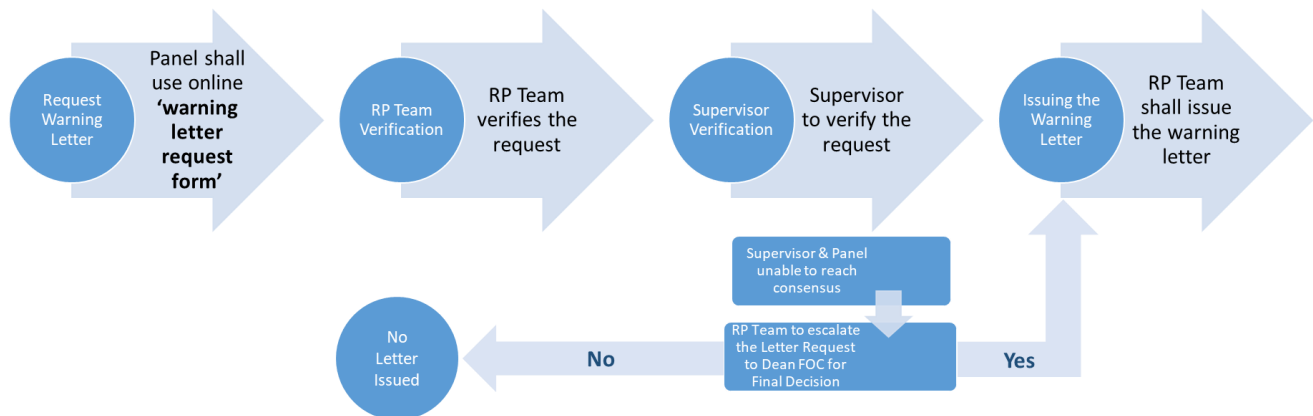 Request
Warning
Letter
Panel shall
use online
‘warning
letter
request
form’
RP Team
Verification
RP Team
verifies the
request
Supervisor
Verification
Supervisor
to verify the
request
Issuing the
Warning
Letter
RP Team
shall issue
the warning
letter
Supervisor & Panel
unable to reach
consensus
RP Team to escalate
the Letter Request
to Dean FOC for
Final Decision
No
Yes
No
Letter
Issued